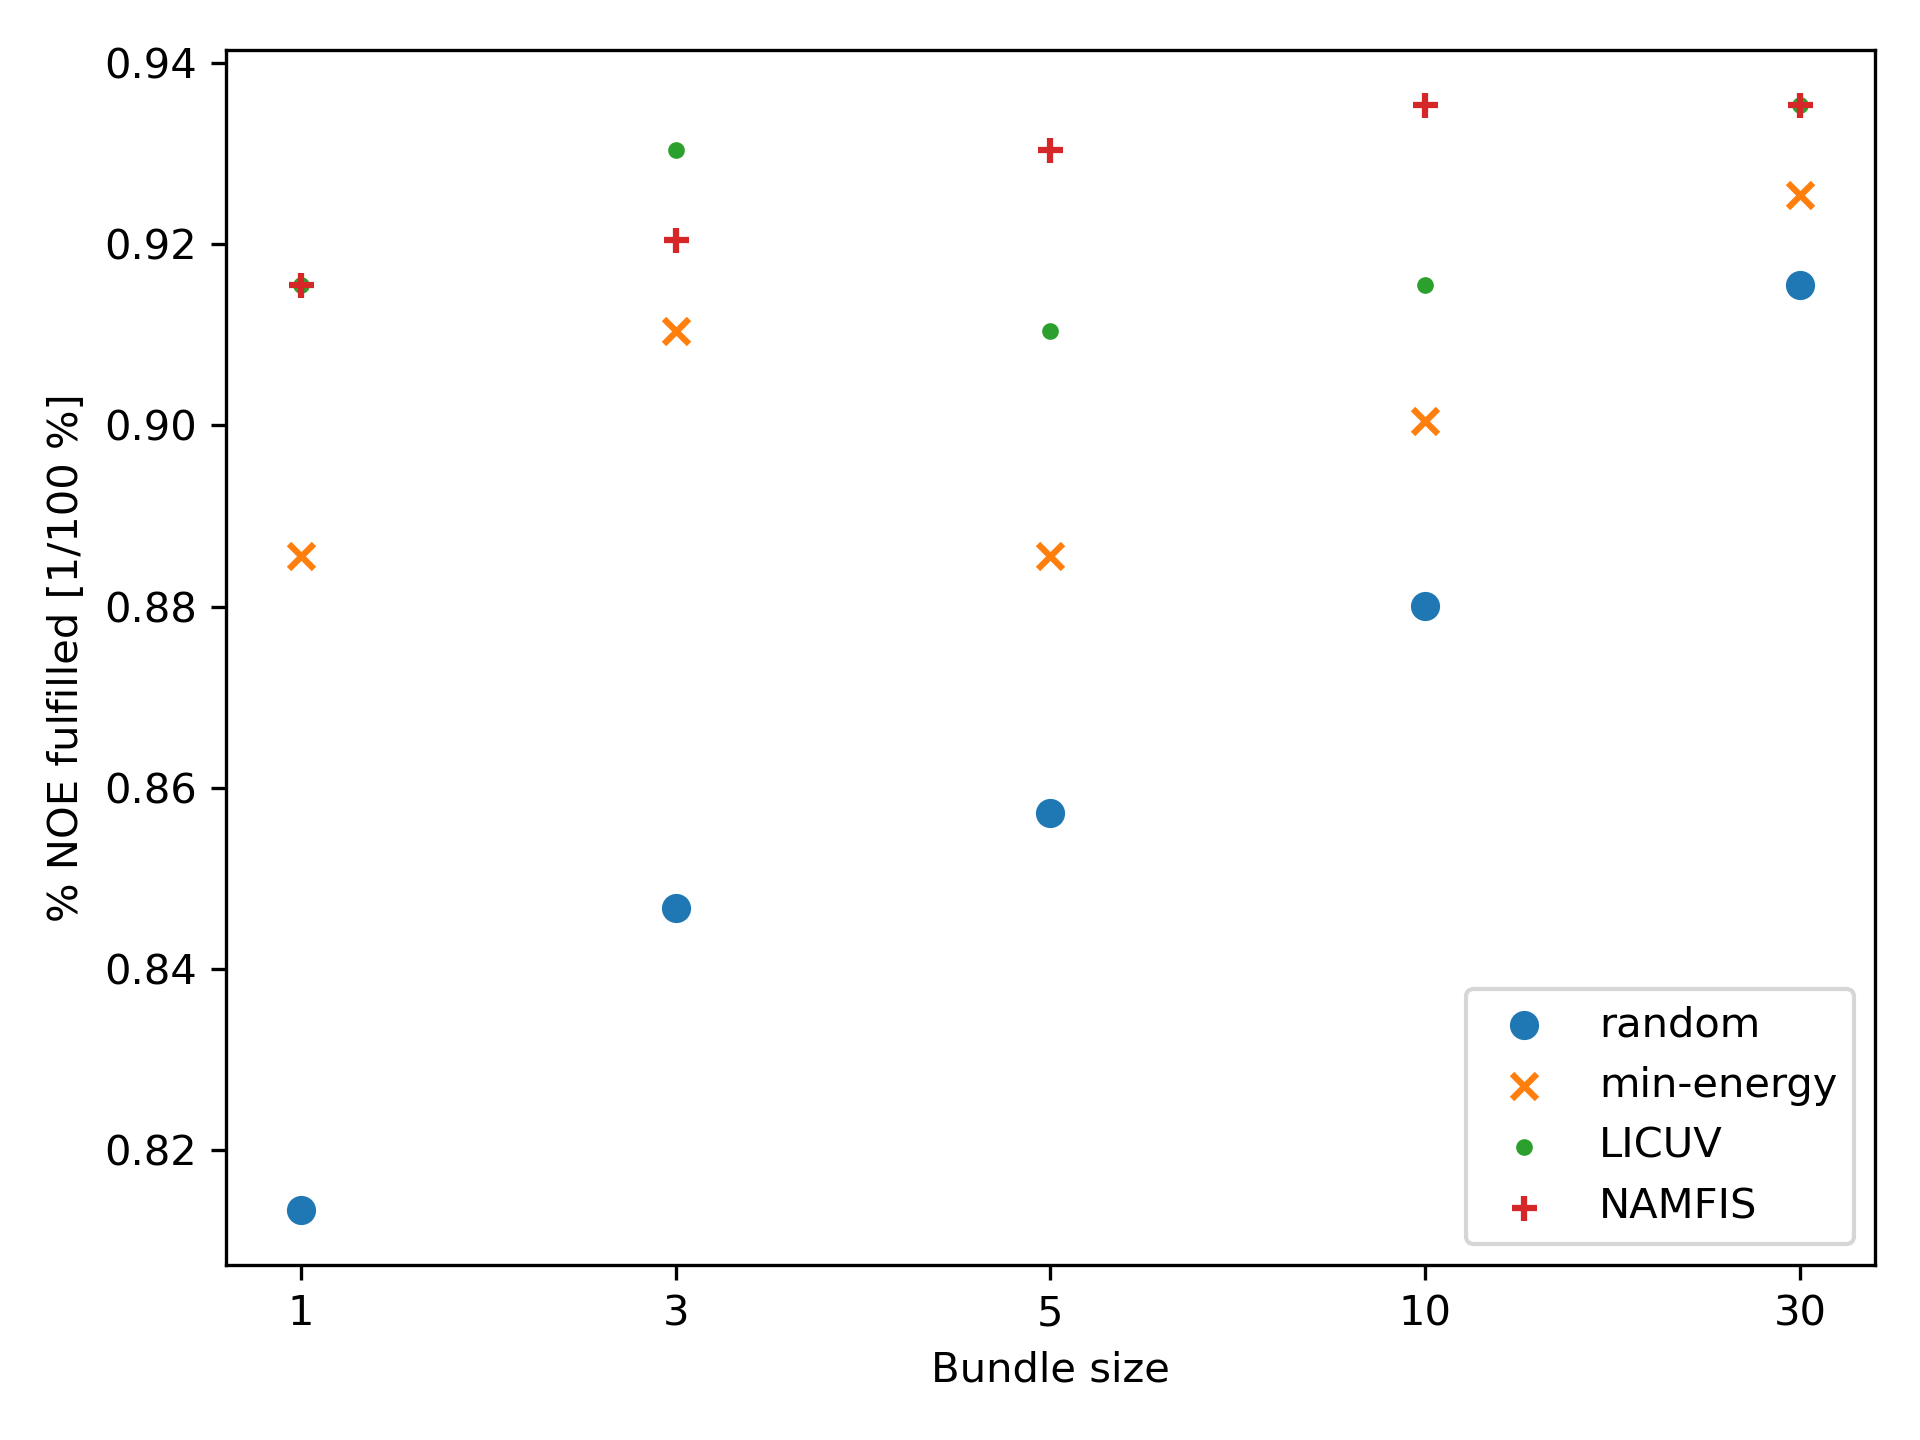 0.94
0.92
0.90
0.88
0.86
0.84
0.82
% NOE fulfilled [1/100 %]
random
min-energy
LICUV
NAMFIS
1 3 5 10 30
Bundle size